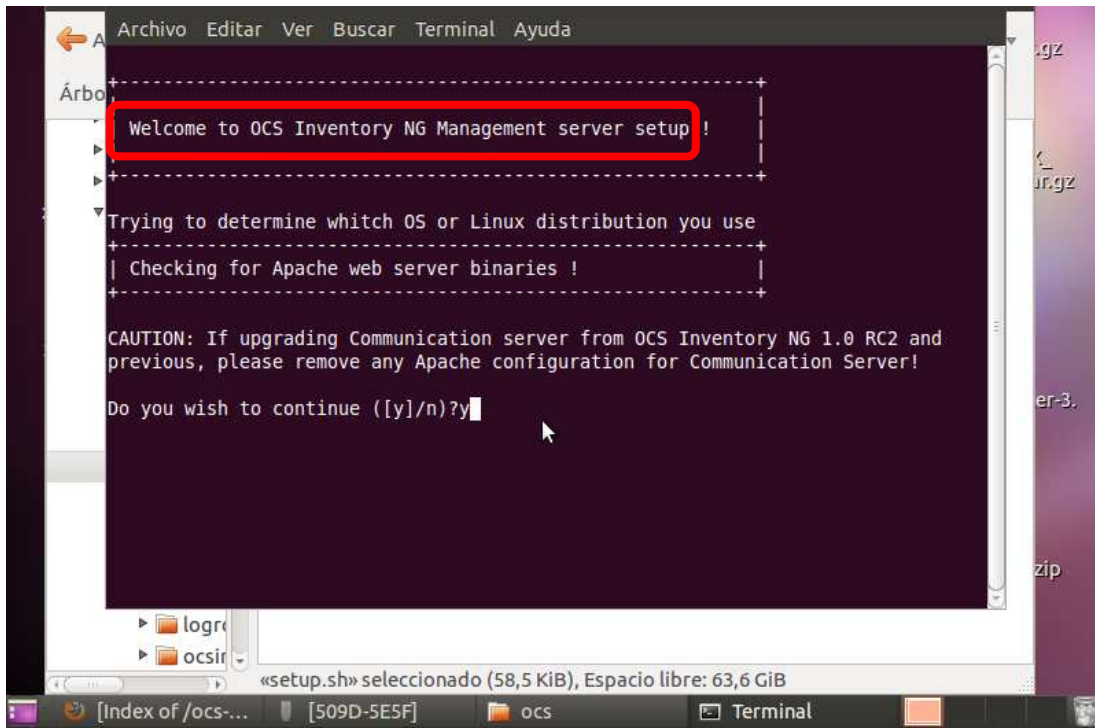 Archivo Editar Ver Buscar Terminal Ayuda
.gz
Árbo
+----------------------------------------------------------+
| Welcome to OCS Inventory NG Management server setup ! |
+----------------------------------------------------------+
ar.gz
Trying to determine whitch OS or Linux distribution you use
+----------------------------------------------------------+
| Checking for Apache web server binaries ! |
+----------------------------------------------------------+
CAUTION: If upgrading Communication server from OCS Inventory NG 1.0 RC2 and
previous, please remove any Apache configuration for Communication Server!
Do you wish to continue ([y]/n)?y
er-3.
zip
logro
ocsin
«setup.sh» seleccionado (58,5 KiB), Espacio libre: 63,6 GiB
[Index of /ocs-... [509D-5E5F] ocs Terminal